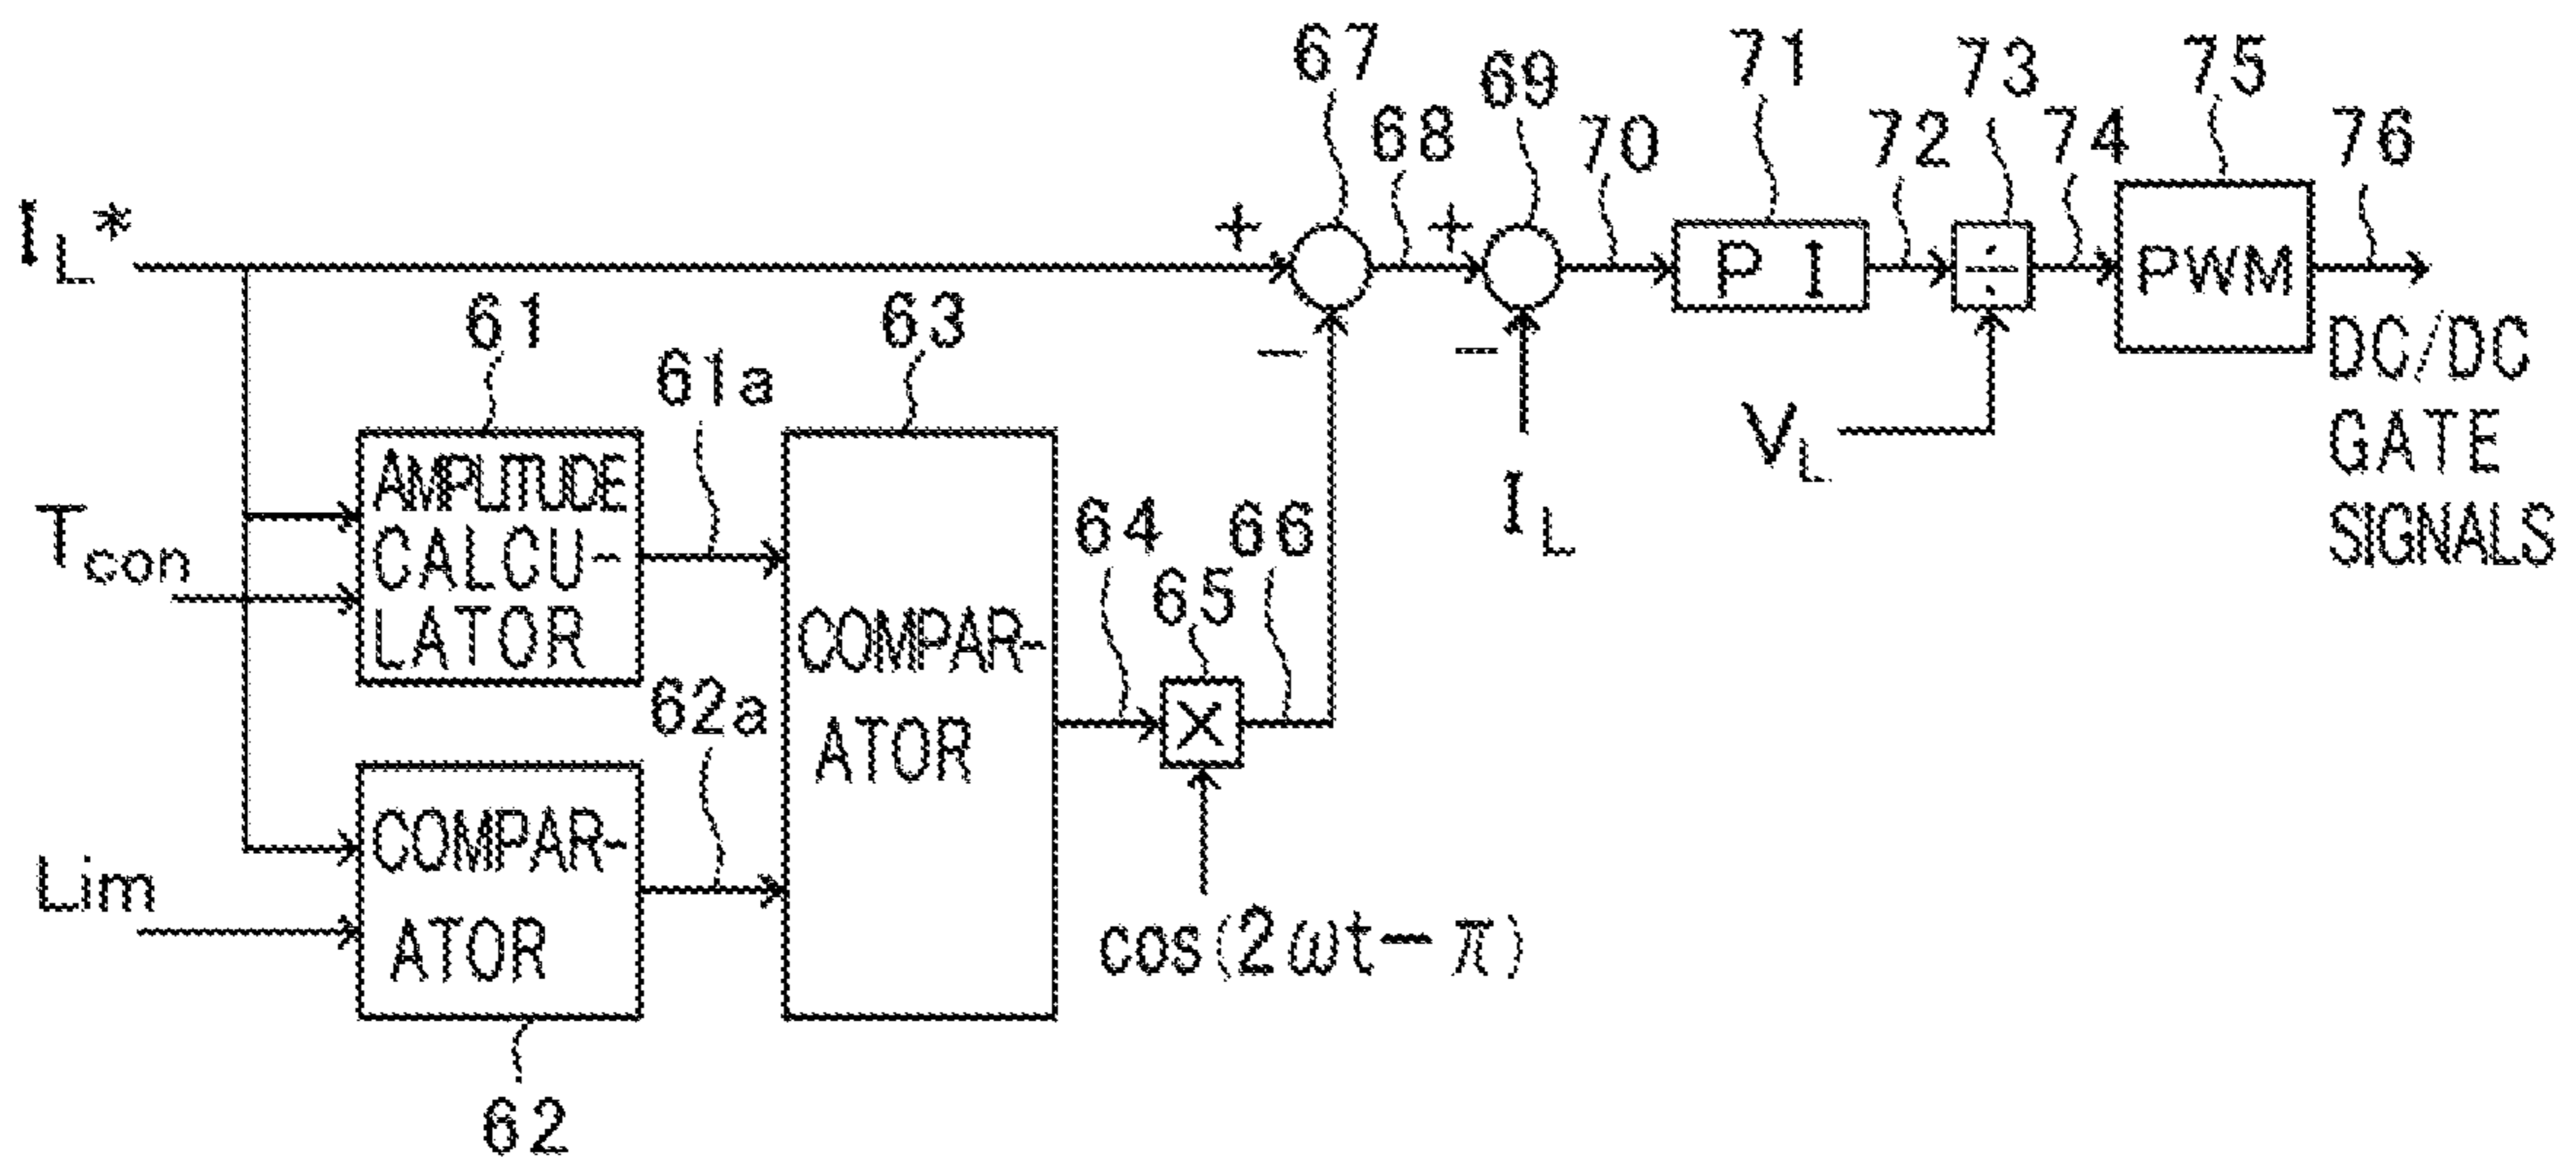 67
69
71
73
75
68
70
72
74
76
I_L*
+
+
÷
PI
PWM
61
63
61a
−
−
DC/DC
GATE
SIGNALS
V_L
I_L
AMPLITUDE
CALCU-
LATOR
T_con
COMPAR-
ATOR
64
65
66
×
62a
COMPAR-
ATOR
Lim
cos(2ωt−π)
62